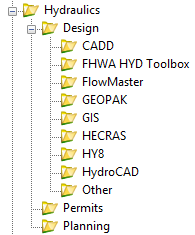 Hydraulics
Design
CADD
FHWA HYD Toolbox
FlowMaster
GEOPAK
GIS
HECRAS
HY8
HydroCAD
Other
Permits
Planning